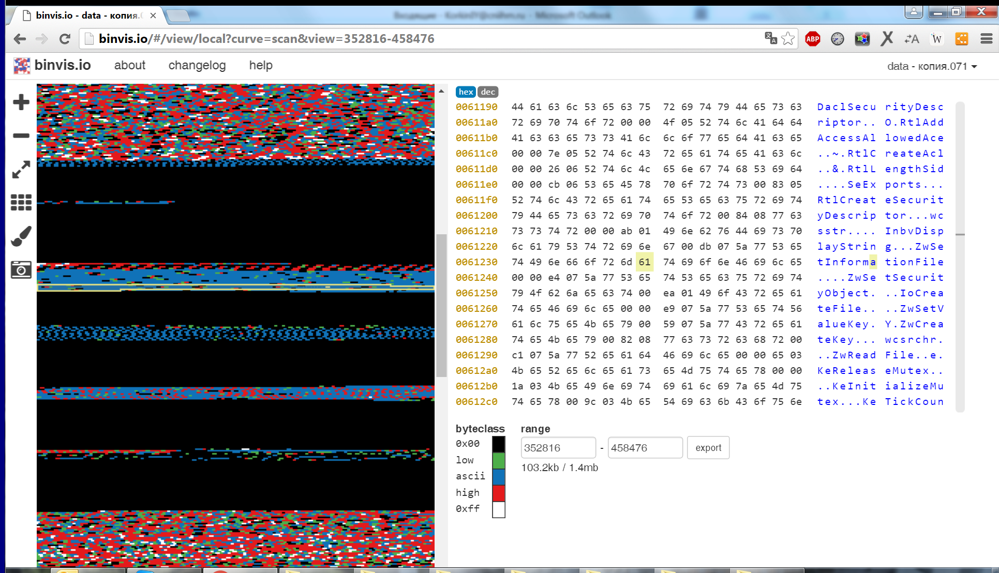 binvis.io - data - копия.0
Входящие - KorkinIY@cniihm.ru - Microsoft Outlook
binvis.io/#/view/local?curve=scan&view=352816-458476
ABP
W
binvis.io about changelog help data - копия.071
hex dec
0061190 44 61 63 6c 53 65 63 75 72 69 74 79 44 65 73 63 DaclSecu rityDesc
00611a0 72 69 70 74 6f 72 00 00 4f 05 52 74 6c 41 64 64 riptor.. O.RtlAdd
00611b0 41 63 63 65 73 73 41 6c 6c 6f 77 65 64 41 63 65 AccessAl lowedAce
00611c0 00 00 7e 05 52 74 6c 43 72 65 61 74 65 41 63 6c ..~.RtlC reateAcl
00611d0 00 00 26 06 52 74 6c 4c 65 6e 67 74 68 53 69 64 ..&.RtlL engthSid
00611e0 00 00 cb 06 53 65 45 78 70 6f 72 74 73 00 83 05 ....SeEx ports...
00611f0 52 74 6c 43 72 65 61 74 65 53 65 63 75 72 69 74 RtlCreat eSecurit
0061200 79 44 65 73 63 72 69 70 74 6f 72 00 84 08 77 63 yDescrip tor...wc
0061210 73 73 74 72 00 00 ab 01 49 6e 62 76 44 69 73 70 sstr.... InbvDisp
0061220 6c 61 79 53 74 72 69 6e 67 00 db 07 5a 77 53 65 layStrin g...ZwSe
0061230 74 49 6e 66 6f 72 6d 61 74 69 6f 6e 46 69 6c 65 tInforma tionFile
0061240 00 00 e4 07 5a 77 53 65 74 53 65 63 75 72 69 74 ....ZwSe tSecurit
0061250 79 4f 62 6a 65 63 74 00 ea 01 49 6f 43 72 65 61 yObject. ..IoCrea
0061260 74 65 46 69 6c 65 00 00 e9 07 5a 77 53 65 74 56 teFile.. ..ZwSetV
0061270 61 6c 75 65 4b 65 79 00 59 07 5a 77 43 72 65 61 alueKey. Y.ZwCrea
0061280 74 65 4b 65 79 00 82 08 77 63 73 72 63 68 72 00 teKey... wcsrchr.
0061290 c1 07 5a 77 52 65 61 64 46 69 6c 65 00 00 65 03 ..ZwRead File..e.
00612a0 4b 65 52 65 6c 65 61 73 65 4d 75 74 65 78 00 00 KeReleas eMutex..
00612b0 1a 03 4b 65 49 6e 69 74 69 61 6c 69 7a 65 4d 75 ..KeInit ializeMu
00612c0 74 65 78 00 9c 03 4b 65 54 69 63 6b 43 6f 75 6e tex...Ke TickCoun
byteclass range
0x00
low
ascii
high
0xff
352816 - 458476 export
103.2kb / 1.4mb